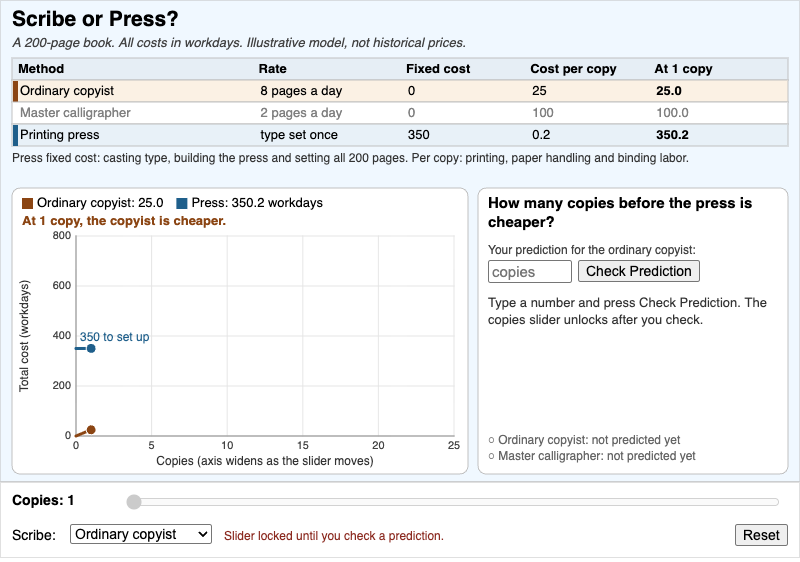 Scribe or Press?
A 200-page book. All costs in workdays. Illustrative model, not historical prices.
Method Rate Fixed cost Cost per copy At 1 copy
Ordinary copyist 8 pages a day 0 25 25.0
Master calligrapher 2 pages a day 0 100 100.0
Printing press type set once 350 0.2 350.2
Press fixed cost: casting type, building the press and setting all 200 pages. Per copy: printing, paper handling and binding labor.
Ordinary copyist: 25.0 Press: 350.2 workdays
At 1 copy, the copyist is cheaper.
800
600
400
200
0
Total cost (workdays)
350 to set up
0 5 10 15 20 25
Copies (axis widens as the slider moves)
How many copies before the press is
cheaper?
Your prediction for the ordinary copyist:
copies Check Prediction
Type a number and press Check Prediction. The
copies slider unlocks after you check.
○ Ordinary copyist: not predicted yet
○ Master calligrapher: not predicted yet
Copies: 1
Scribe: Ordinary copyist Slider locked until you check a prediction. Reset